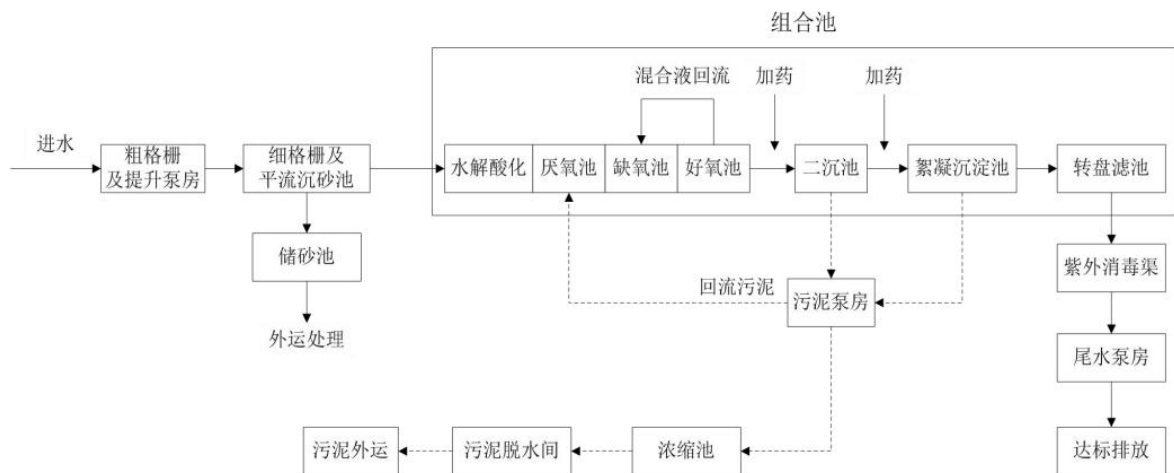 组合池
混合液回流
加药
加药
进水
粗格栅
及提升泵房
细格栅及
平流沉砂池
水解酸化
厌氧池
缺氧池
好氧池
二沉池
絮凝沉淀池
转盘滤池
储砂池
紫外消毒渠
回流污泥
污泥泵房
外运处理
尾水泵房
污泥外运
污泥脱水间
浓缩池
达标排放